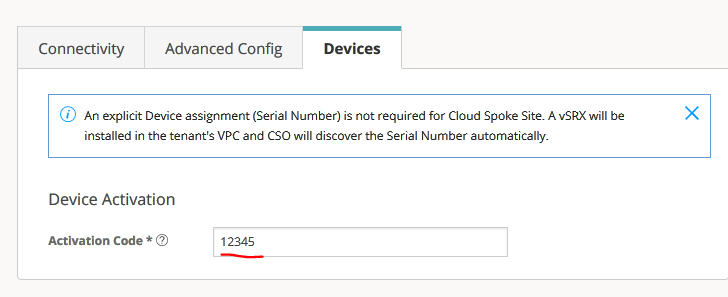 Connectivity Advanced Config Devices
An explicit Device assignment (Serial Number) is not required for Cloud Spoke Site. A vSRX will be
installed in the tenant's VPC and CSO will discover the Serial Number automatically.
Device Activation
Activation Code * 12345